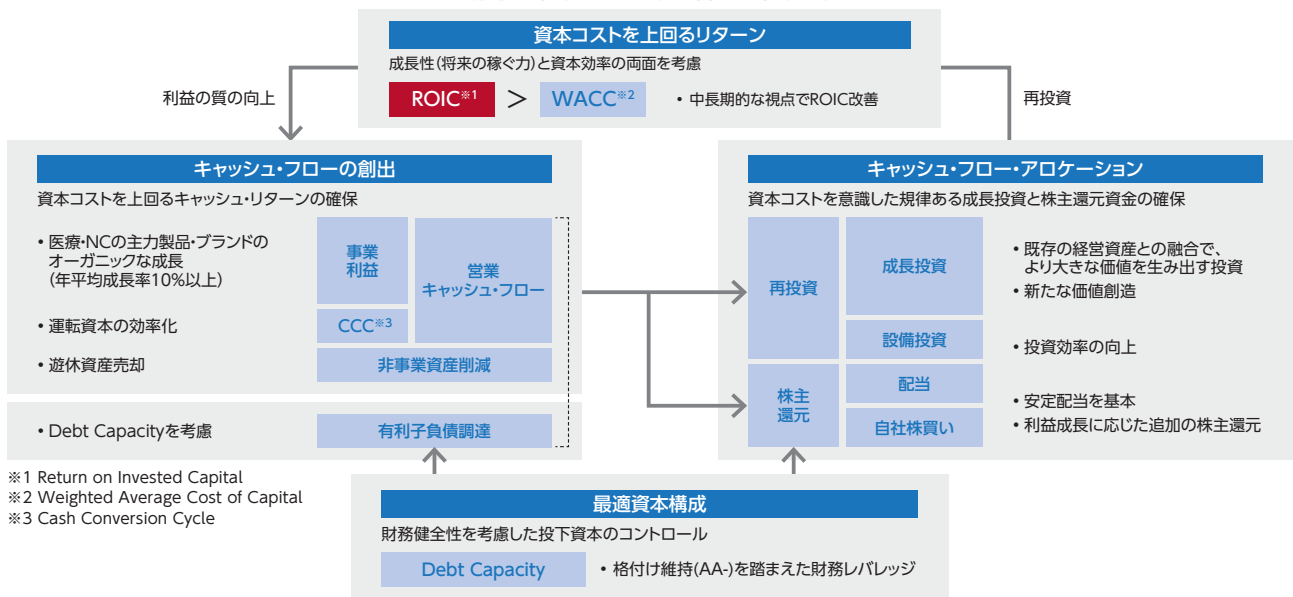 資本コストを上回るリターン
成長性(将来の稼ぐ力)と資本効率の両面を考慮
ROIC※1
>
WACC※2
• 中長期的な視点でROIC改善
利益の質の向上
再投資
キャッシュ・フローの創出
資本コストを上回るキャッシュ・リターンの確保
• 医療・NCの主力製品・ブランドの
オーガニックな成長
(年平均成長率10%以上)
• 運転資本の効率化
• 遊休資産売却
事業
利益
営業
キャッシュ・フロー
CCC※3
非事業資産削減
• Debt Capacityを考慮
有利子負債調達
キャッシュ・フロー・アロケーション
資本コストを意識した規律ある成長投資と株主還元資金の確保
再投資
成長投資
設備投資
株主
還元
配当
自社株買い
• 既存の経営資産との融合で、
より大きな価値を生み出す投資
• 新たな価値創造
• 投資効率の向上
• 安定配当を基本
• 利益成長に応じた追加の株主還元
※1 Return on Invested Capital
※2 Weighted Average Cost of Capital
※3 Cash Conversion Cycle
最適資本構成
財務健全性を考慮した投下資本のコントロール
Debt Capacity
• 格付け維持(AA-)を踏まえた財務レバレッジ